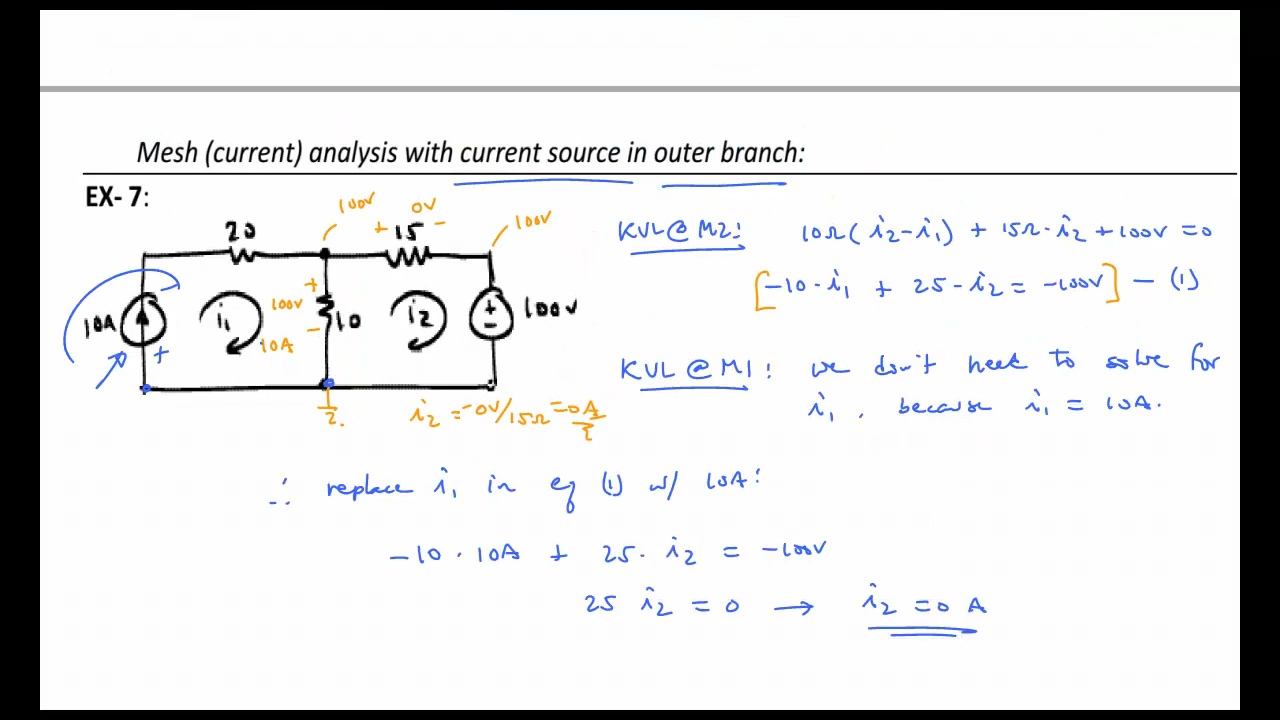 Mesh (current) analysis with current source in outer branch:
EX- 7:
20
100V
+ 15 -
0V
100V
10A
i1
100V
+
-
10
10A
i2
+
-
100V
+
i2 = -0V/15Ω = 0A
KVL @ M2: 10Ω(i2-i1) + 15Ω·i2 + 100V = 0
[-10·i1 + 25-i2 = -100V] - (1)
KVL @ M1: we don't need to solve for
i1, because i1 = 10A.
∴ replace i1 in eq (1) w/ 10A:
-10 · 10A + 25· i2 = -100V
25 i2 = 0 → i2 = 0 A